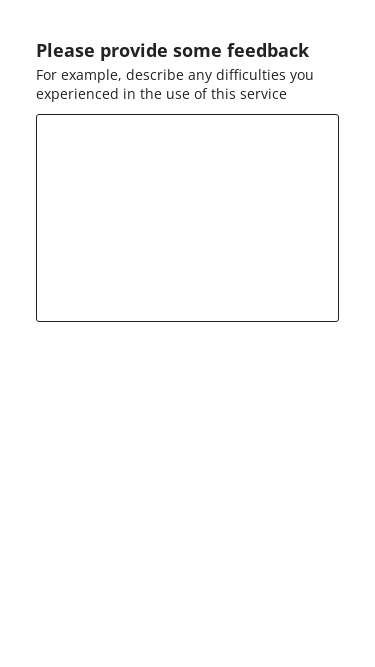 Please provide some feedback
For example, describe any difficulties you
experienced in the use of this service